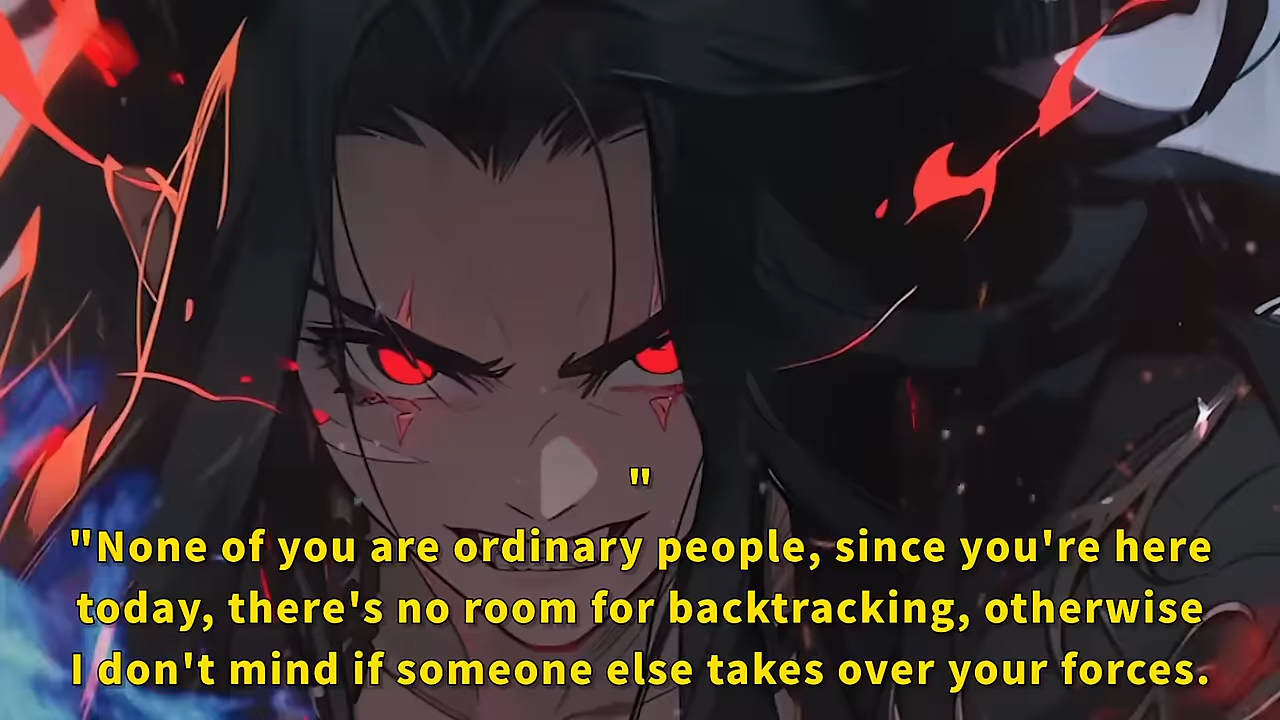 "
"None of you are ordinary people, since you're here
today, there's no room for backtracking, otherwise
I don't mind if someone else takes over your forces.